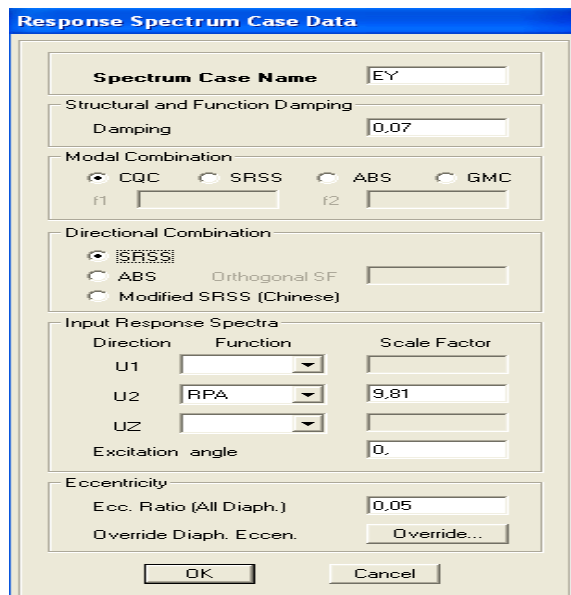 Response Spectrum Case Data
Spectrum Case Name EY
Structural and Function Damping
Damping 0,07
Modal Combination
CQC SRSS ABS GMC
f1 f2
Directional Combination
SRSS
ABS Orthogonal SF
Modified SRSS (Chinese)
Input Response Spectra
Direction Function Scale Factor
U1
U2 RPA 9,81
UZ
Excitation angle 0,
Eccentricity
Ecc. Ratio (All Diaph.) 0,05
Override Diaph. Eccen. Override...
OK Cancel